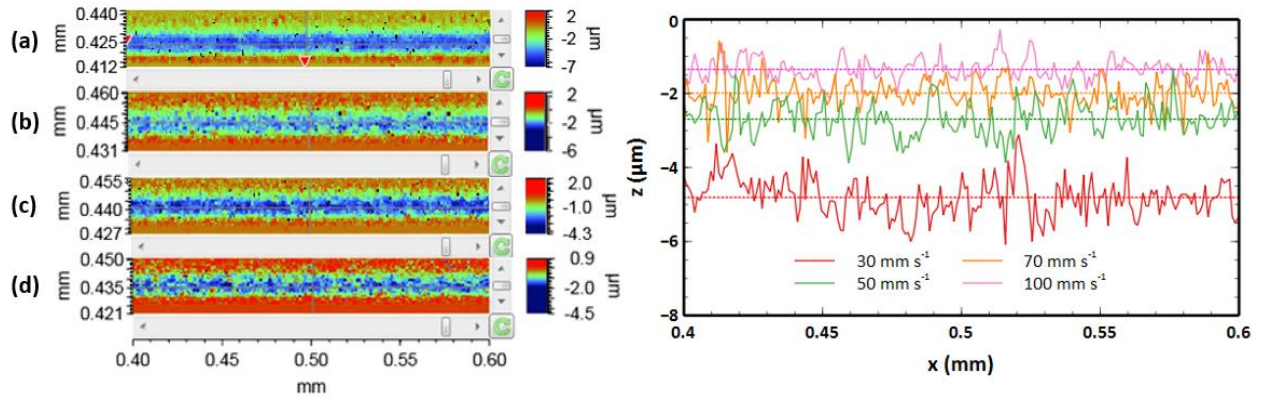 (a)
mm
0.440
0.425
0.412
2
-2
-7
µm
(b)
mm
0.460
0.445
0.431
2
-2
-6
µm
(c)
mm
0.455
0.440
0.427
2.0
-1.0
-4.3
µm
(d)
mm
0.450
0.435
0.421
0.9
-2.0
-4.5
µm
0.40 0.45 0.50 0.55 0.60
mm
z (µm)
0
−2
−4
−6
−8
30 mm s⁻¹ 70 mm s⁻¹
50 mm s⁻¹ 100 mm s⁻¹
0.4 0.45 0.5 0.55 0.6
x (mm)